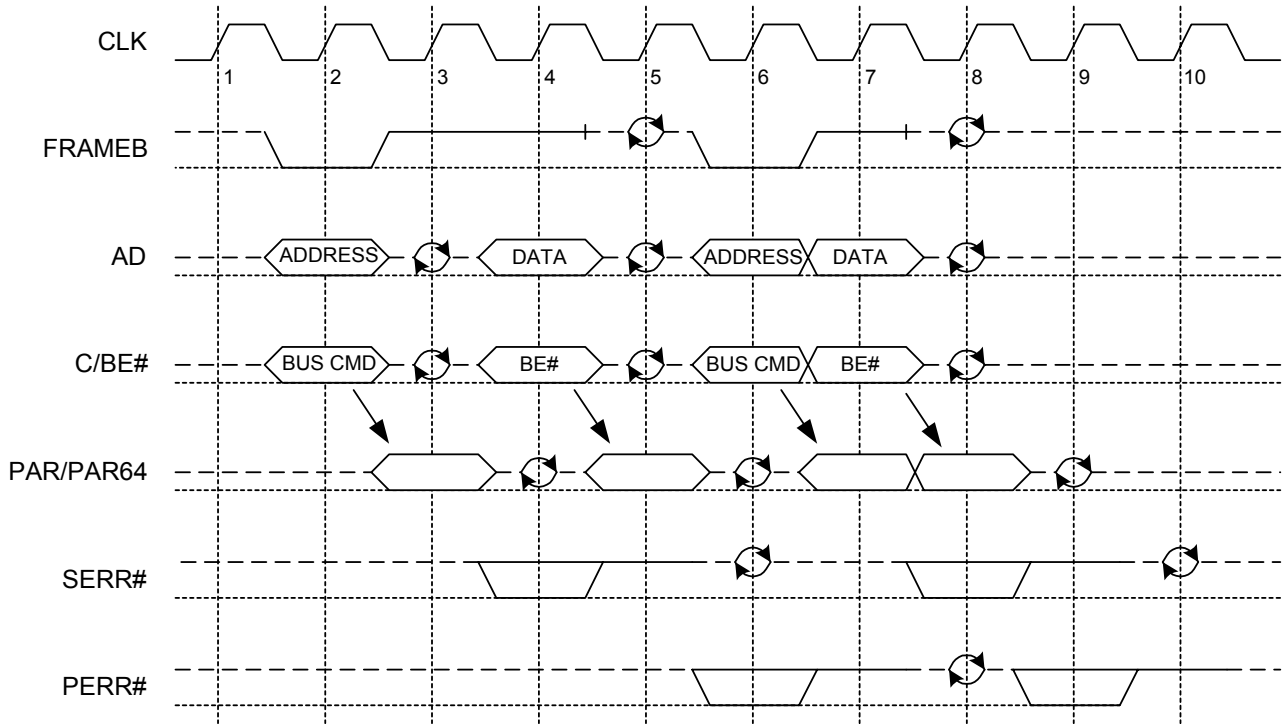 CLK
1 2 3 4 5 6 7 8 9 10
FRAMEB
AD
ADDRESS DATA ADDRESS DATA
C/BE#
BUS CMD BE# BUS CMD BE#
PAR/PAR64
SERR#
PERR#